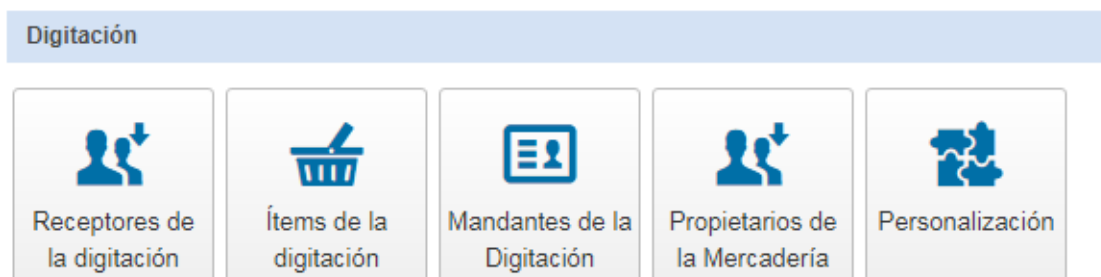 Digitación
Receptores de
la digitación
Ítems de la
digitación
Mandantes de la
Digitación
Propietarios de
la Mercadería
Personalización